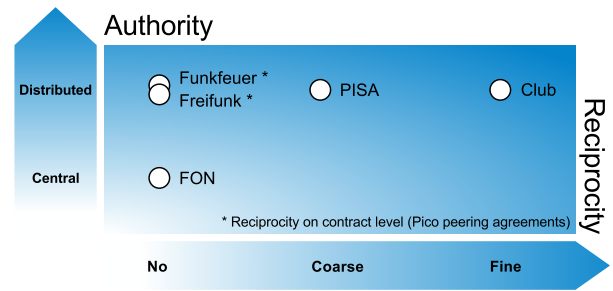 Authority
Distributed
Funkfeuer *
Freifunk *
PISA
Club
Central
FON
Reciprocity
* Reciprocity on contract level (Pico peering agreements)
No
Coarse
Fine